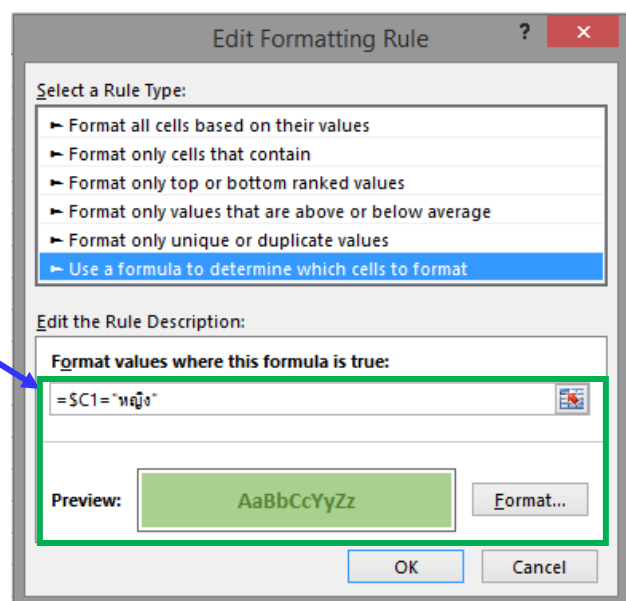 Edit Formatting Rule ?
Select a Rule Type:
► Format all cells based on their values
► Format only cells that contain
► Format only top or bottom ranked values
► Format only values that are above or below average
► Format only unique or duplicate values
► Use a formula to determine which cells to format
Edit the Rule Description:
Format values where this formula is true:
=$C1="หญิง"
Preview: AaBbCcYyZz Format...
OK Cancel